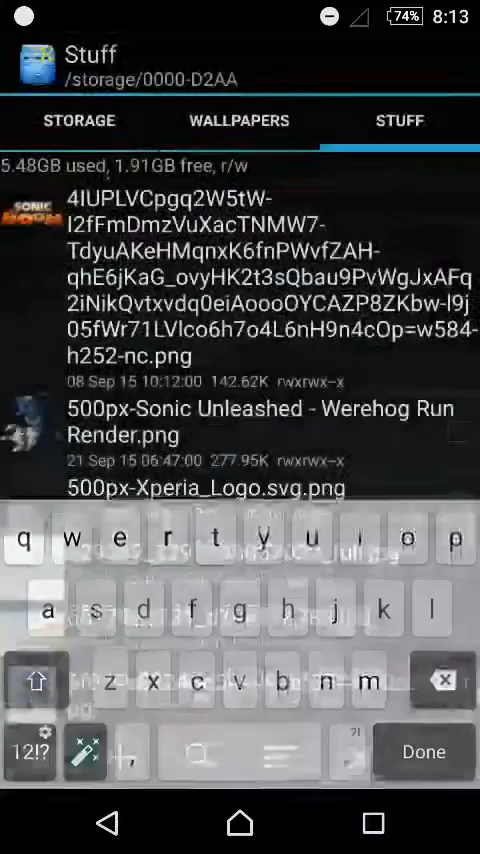 74% 8:13
Stuff
/storage/0000-D2AA
STORAGE WALLPAPERS STUFF
5.48GB used, 1.91GB free, r/w
4IUPLVCpgq2W5tW-
I2fFmDmzVuXacTNMW7-
TdyuAKeHMqnxK6fnPWvfZAH-
qhE6jKaG_ovyHK2t3sQbau9PvWgJxAFq
2iNikQvtxvdq0eiAoooOYCAZP8ZKbw-l9j
05fWr71LVlco6h7o4L6nH9n4cOp=w584-
h252-nc.png
08 Sep 15 10:12:00 142.62K rwxrwx--x
SONIC
500px-Sonic Unleashed - Werehog Run
Render.png
21 Sep 15 06:47:00 277.95K rwxrwx--x
500px-Xperia_Logo.svg.png
q w e r t y u i o p
a s d f g h j k l
z x c v b n m
12!? , ?! Done